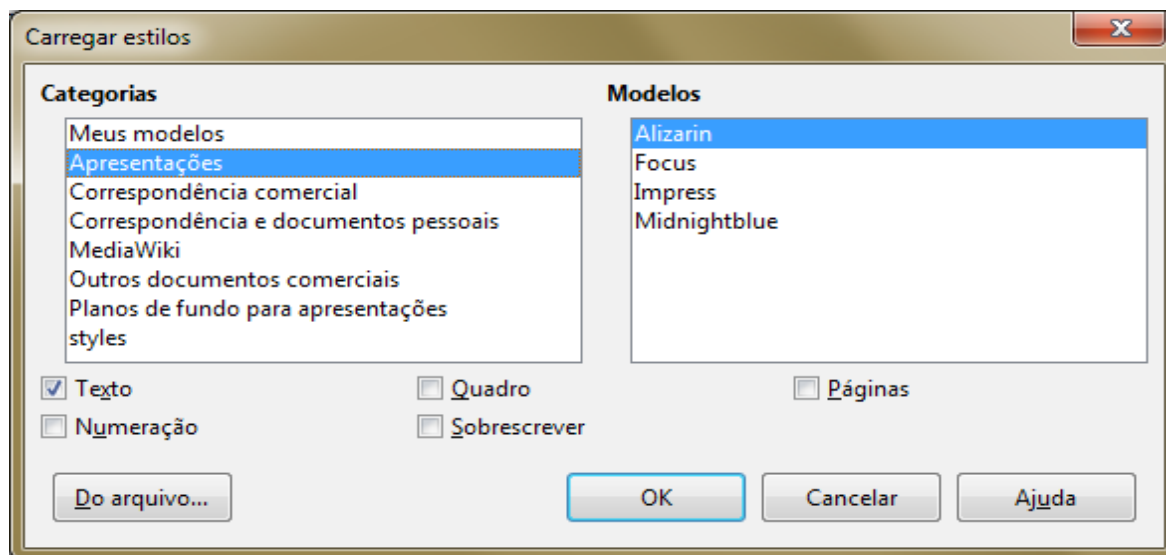 Carregar estilos
Categorias
Modelos
Meus modelos
Apresentações
Correspondência comercial
Correspondência e documentos pessoais
MediaWiki
Outros documentos comerciais
Planos de fundo para apresentações
styles
Alizarin
Focus
Impress
Midnightblue
Texto
Quadro
Páginas
Numeração
Sobrescrever
Do arquivo...
OK
Cancelar
Ajuda